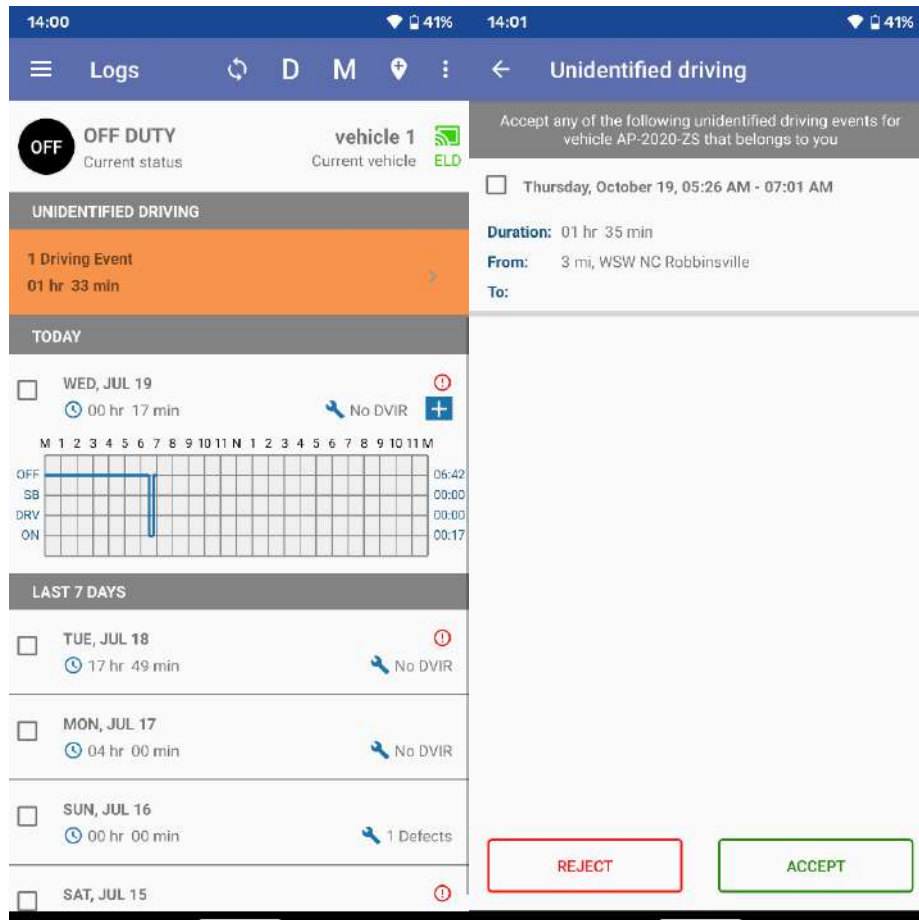 14:00
41%
Logs
D
M
OFF
OFF DUTY
Current status
vehicle 1
Current vehicle
ELD
UNIDENTIFIED DRIVING
1 Driving Event
01 hr 33 min
TODAY
WED, JUL 19
00 hr 17 min
No DVIR
M 1 2 3 4 5 6 7 8 9 10 11 N 1 2 3 4 5 6 7 8 9 10 11 M
OFF 06:42
SB 00:00
DRV 00:00
ON 00:17
LAST 7 DAYS
TUE, JUL 18
17 hr 49 min
No DVIR
MON, JUL 17
04 hr 00 min
No DVIR
SUN, JUL 16
00 hr 00 min
1 Defects
SAT, JUL 15
14:01
41%
Unidentified driving
Accept any of the following unidentified driving events for
vehicle AP-2020-ZS that belongs to you
Thursday, October 19, 05:26 AM - 07:01 AM
Duration: 01 hr 35 min
From: 3 mi, WSW NC Robbinsville
To:
REJECT
ACCEPT